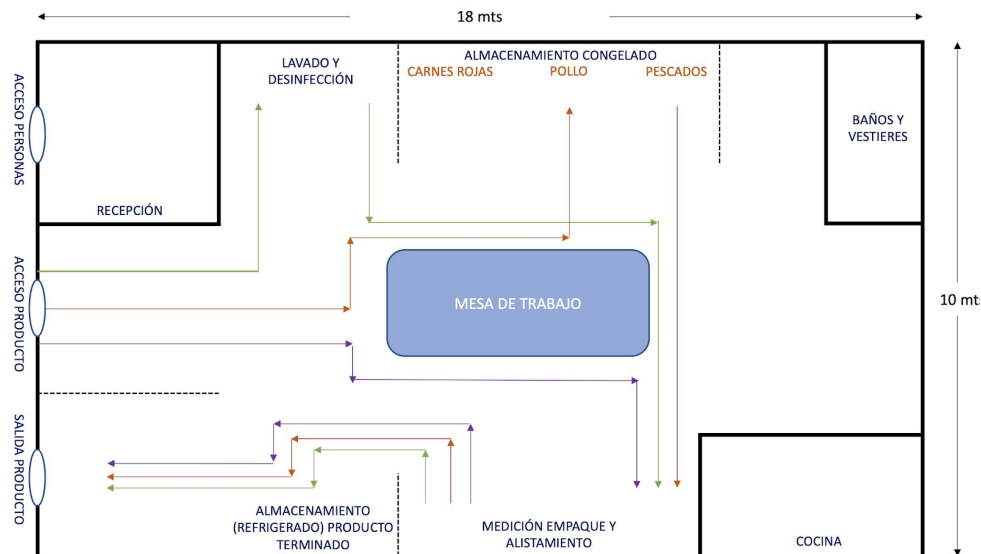 18 mts
ALMACENAMIENTO CONGELADO
LAVADO Y
DESINFECCIÓN
CARNES ROJAS
POLLO
PESCADOS
ACCESO PERSONAS
BAÑOS Y
VESTIERES
RECEPCIÓN
ACCESO PRODUCTO
MESA DE TRABAJO
10 mt
SALIDA PRODUCTO
ALMACENAMIENTO
(REFRIGERADO) PRODUCTO
TERMINADO
MEDICIÓN EMPAQUE Y
ALISTAMIENTO
COCINA